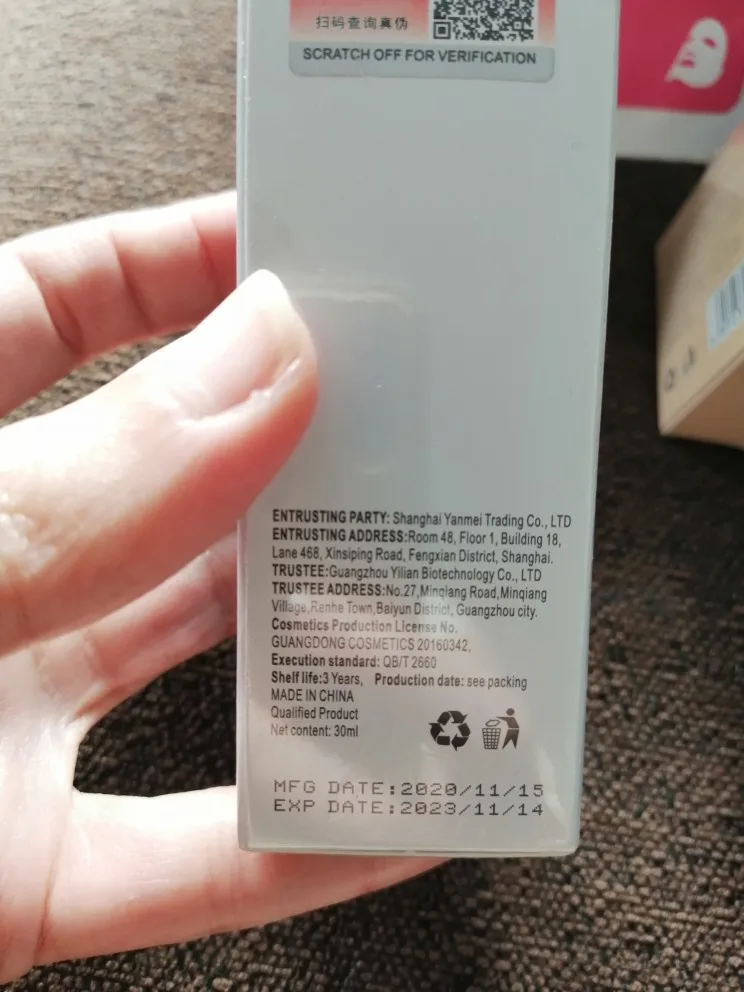 扫码查询真伪
SCRATCH OFF FOR VERIFICATION
ENTRUSTING PARTY: Shanghai Yanmei Trading Co., LTD
ENTRUSTING ADDRESS:Room 48, Floor 1, Building 18,
Lane 468, Xinsiping Road, Fengxian District, Shanghai.
TRUSTEE:Guangzhou Yilian Biotechnology Co., LTD
TRUSTEE ADDRESS:No.27,Minqiang Road,Minqiang
Village,Renhe Town,Baiyun District, Guangzhou city.
Cosmetics Production License No.
GUANGDONG COSMETICS 20160342,
Execution standard: QB/T 2660
Shelf life:3 Years, Production date: see packing
MADE IN CHINA
Qualified Product
Net content: 30ml
MFG DATE:2020/11/15
EXP DATE:2023/11/14